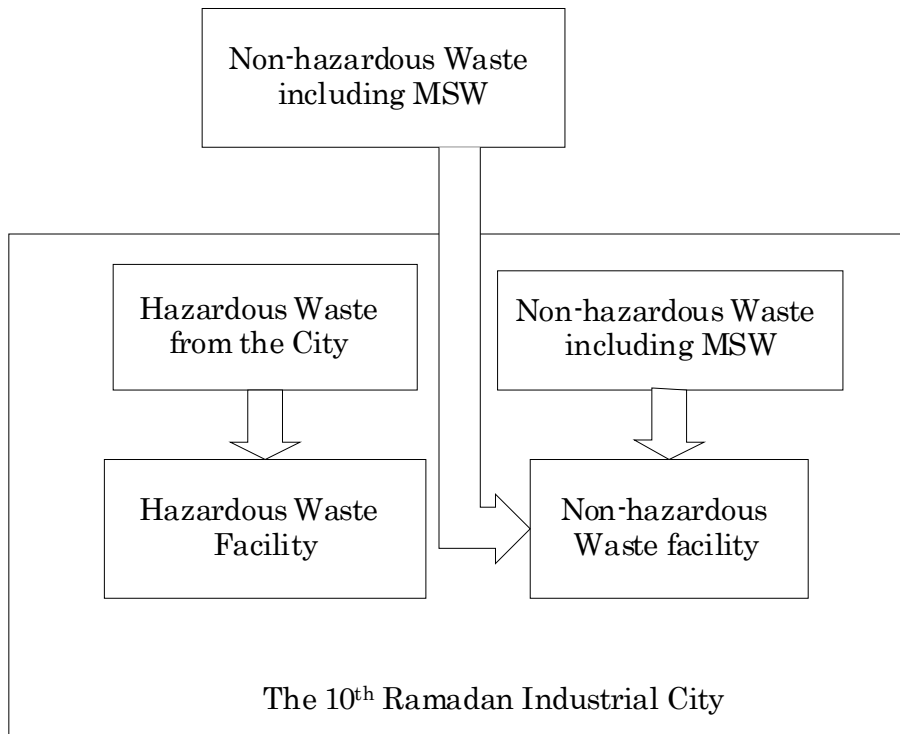 Non-hazardous Waste
including MSW
Hazardous Waste
from the City
Non-hazardous Waste
including MSW
Hazardous Waste
Facility
Non-hazardous
Waste facility
The 10th Ramadan Industrial City